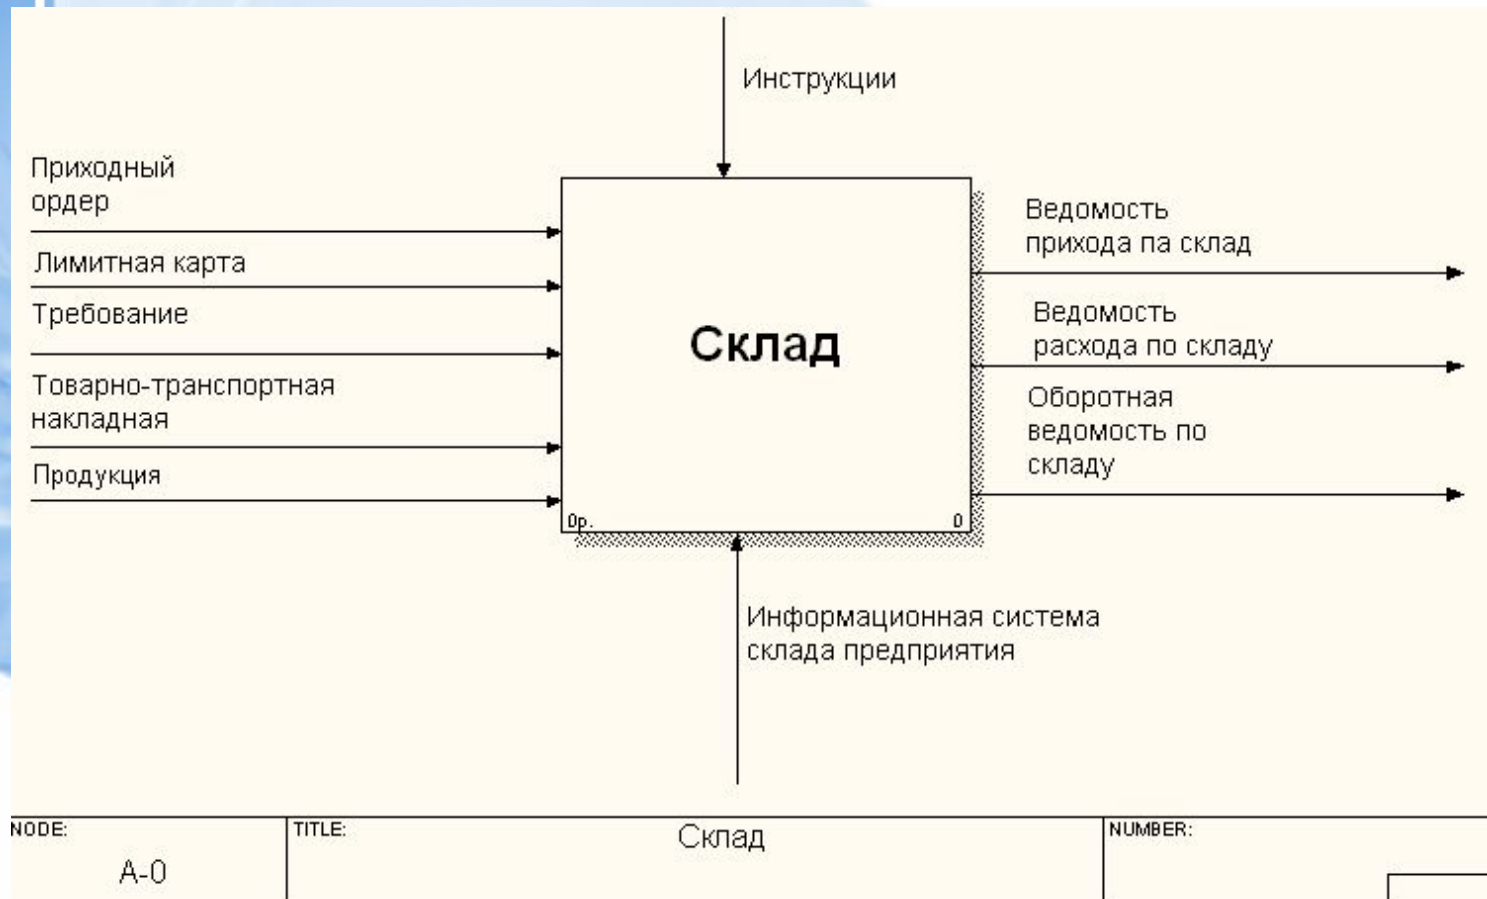 Инструкции
Приходный
ордер
Лимитная карта
Требование
Товарно-транспортная
накладная
Продукция
Склад
0р.
0
Ведомость
прихода па склад
Ведомость
расхода по складу
Оборотная
ведомость по
складу
Информационная система
склада предприятия
NODE:
A-0
TITLE:
Склад
NUMBER: